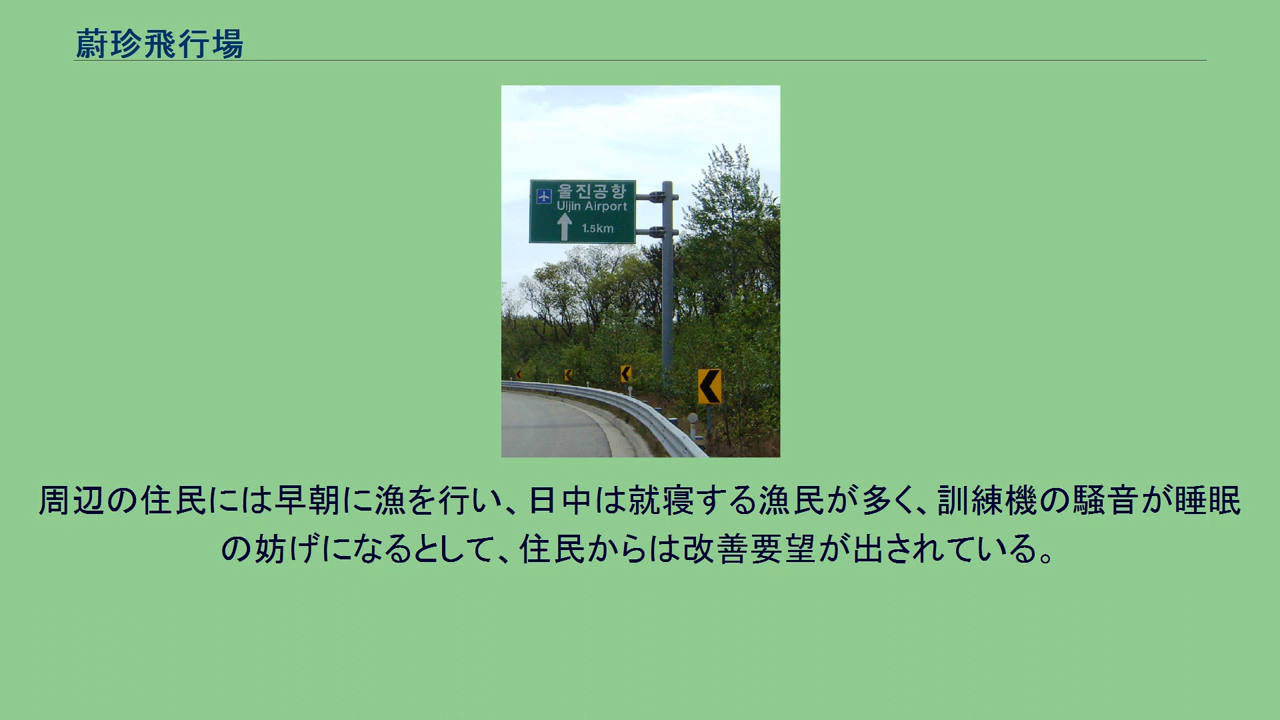 蔚珍飛行場
울진공항
Uljin Airport
1.5km
周辺の住民には早朝に漁を行い、日中は就寝する漁民が多く、訓練機の騒音が睡眠
の妨げになるとして、住民からは改善要望が出されている。